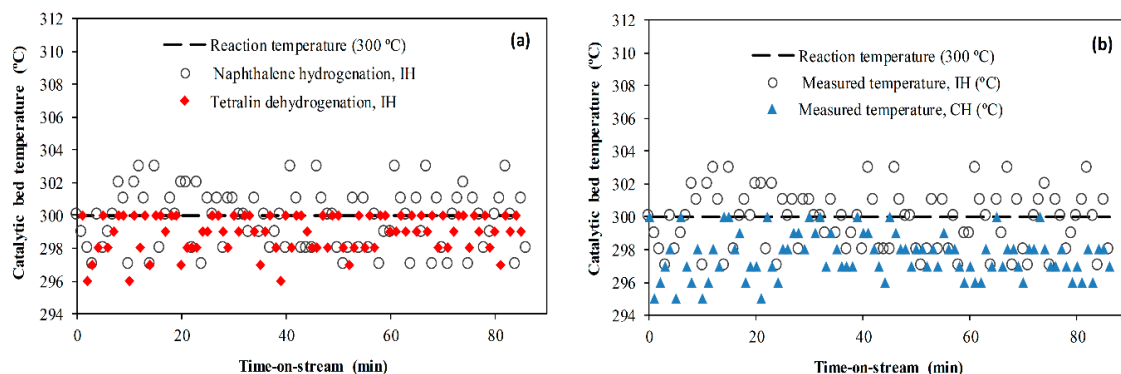 (a)
Reaction temperature (300 ºC)
Naphthalene hydrogenation, IH
Tetralin dehydrogenation, IH
Catalytic bed temperature (ºC)
312
310
308
306
304
302
300
298
296
294
0
20
40
60
80
Time-on-stream (min)
(b)
Reaction temperature (300 ºC)
Measured temperature, IH (ºC)
Measured temperature, CH (ºC)
Catalytic bed temperature (ºC)
312
310
308
306
304
302
300
298
296
294
0
20
40
60
80
Time-on-stream (min)